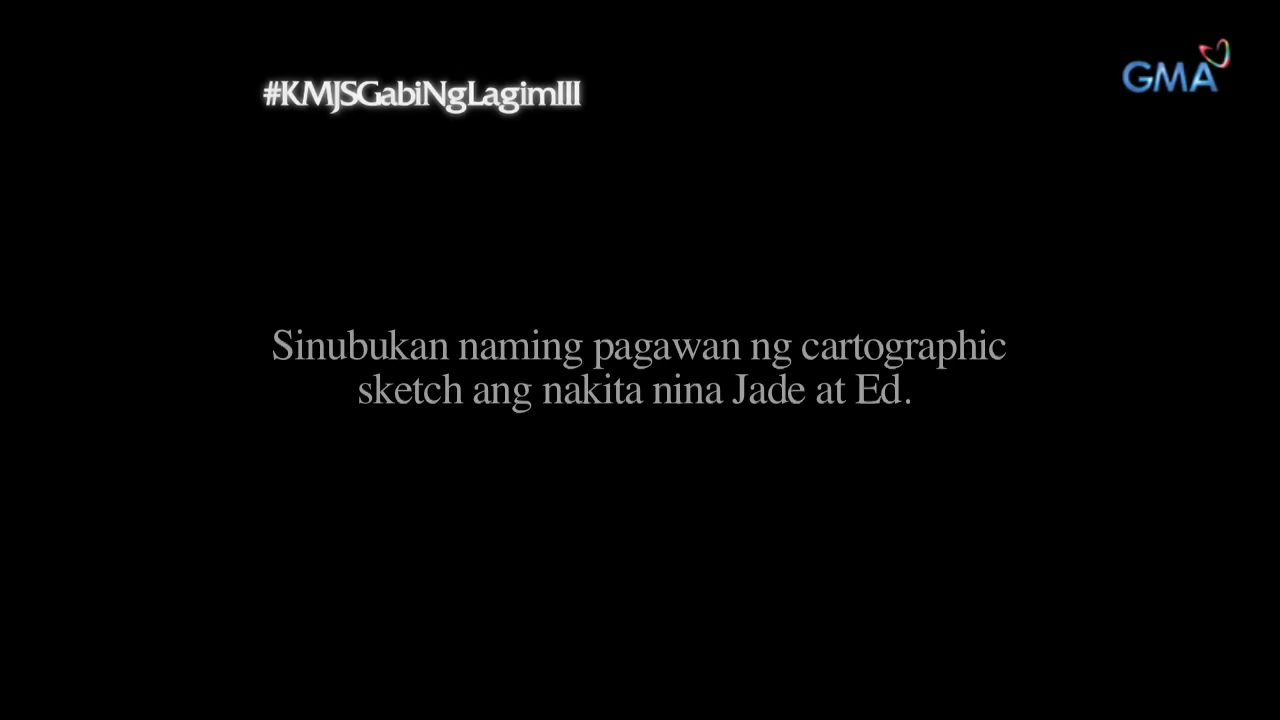 #KMJSGabiNgLagimIII
GMA
Sinubukan naming pagawan ng cartographic
sketch ang nakita nina Jade at Ed.